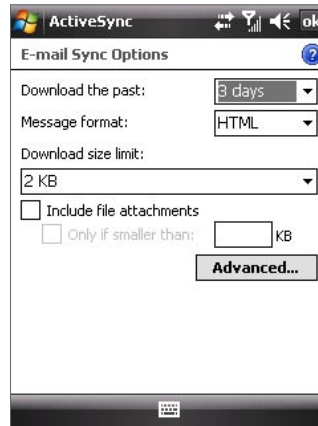 ActiveSync ok
E-mail Sync Options ?
Download the past: 3 days
Message format: HTML
Download size limit:
2 KB
Include file attachments
Only if smaller than: KB
Advanced...